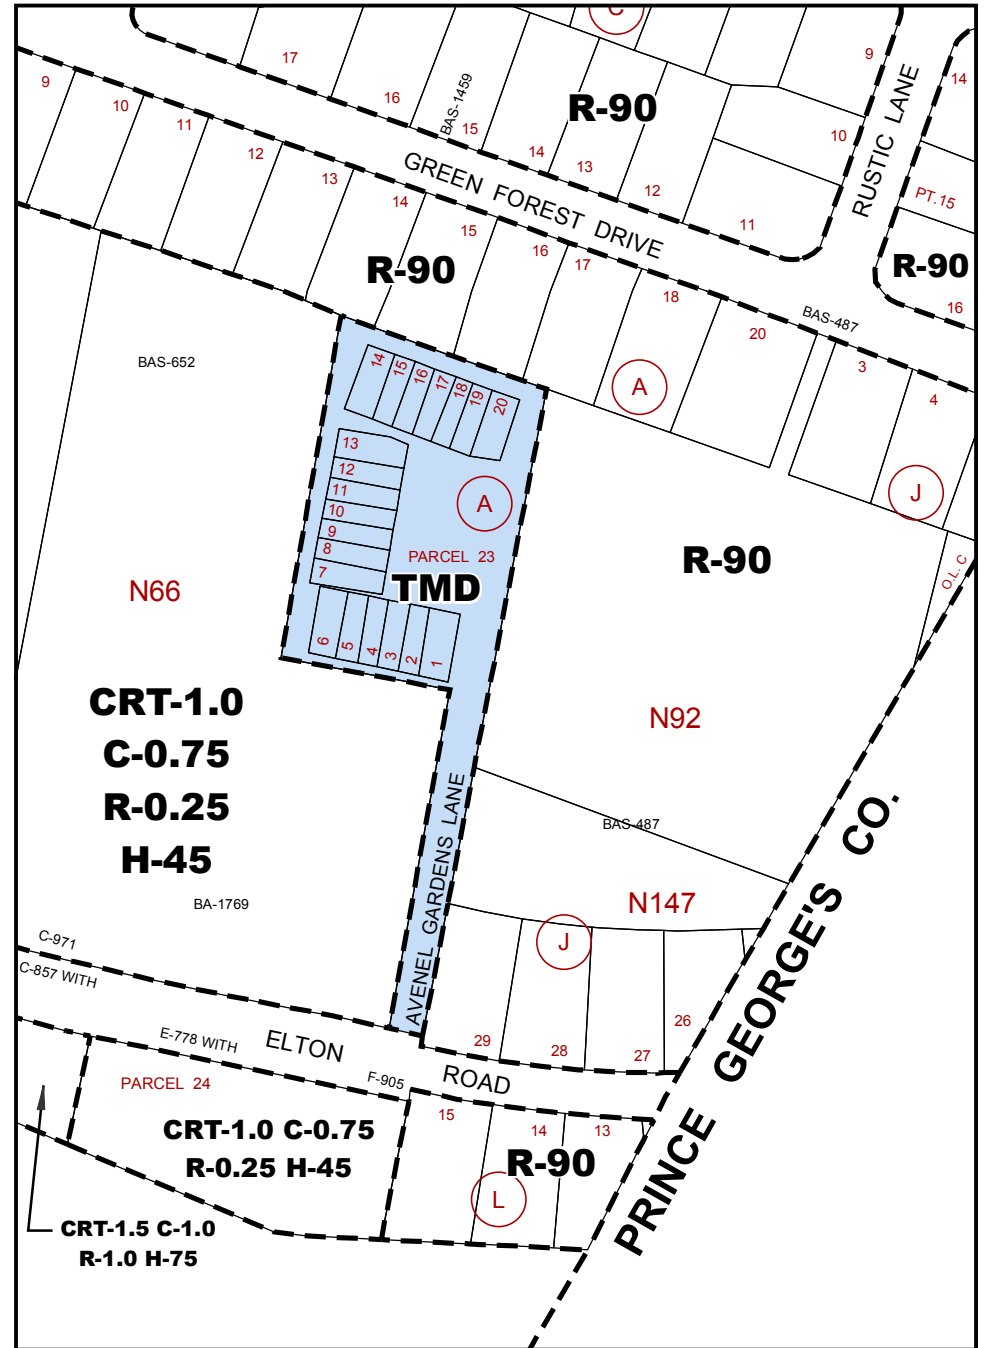 C
17
16
BAS-1459
15
14
13
12
11
10
9
R-90
RUSTIC LANE
14
PT. 15
R-90
16
9
10
11
12
13
14
15
16
17
18
20
GREEN FOREST DRIVE
R-90
BAS-487
3
4
A
J
BAS-652
14
15
16
17
18
19
20
13
12
11
10
9
8
7
A
PARCEL 23
TMD
6
5
4
3
2
1
R-90
O.L. C
N66
N92
CRT-1.0
C-0.75
R-0.25
H-45
AVENEL GARDENS LANE
BAS-487
N147
BA-1769
J
C-971
C-857 WITH
E-778 WITH
ELTON ROAD
F-905
29
28
27
26
PRINCE GEORGE'S CO.
PARCEL 24
CRT-1.0 C-0.75
R-0.25 H-45
15
14
13
R-90
L
CRT-1.5 C-1.0
R-1.0 H-75